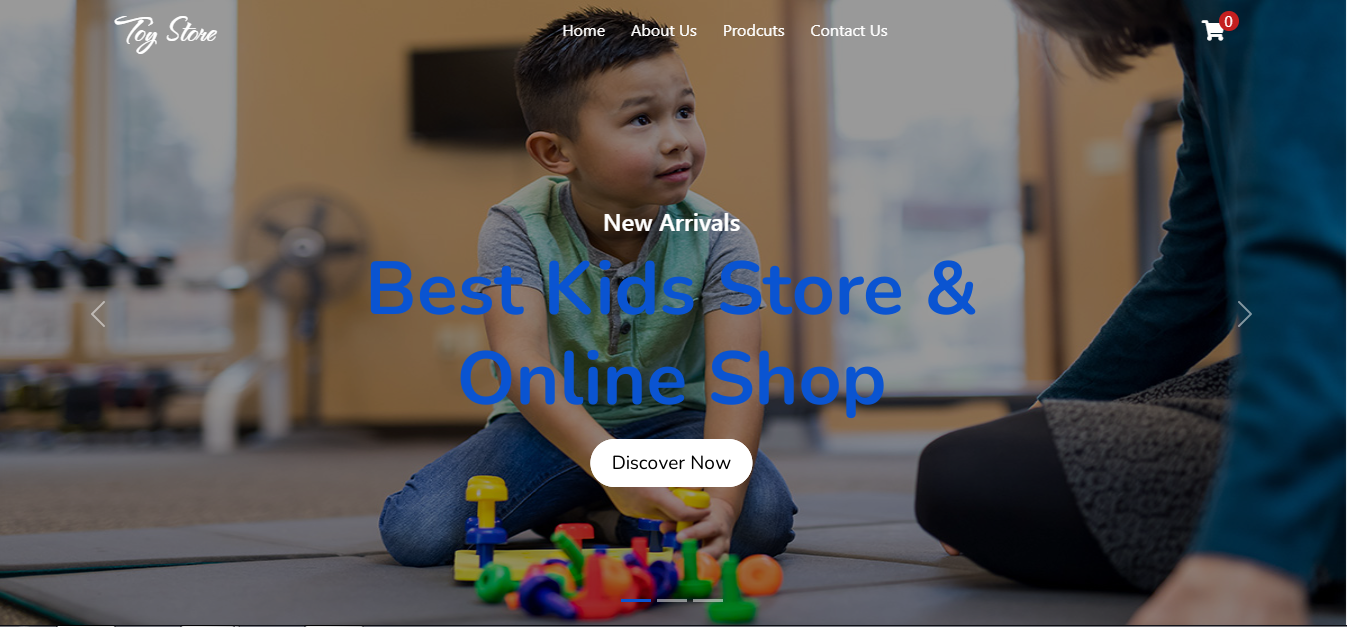 Toy Store
Home About Us Prodcuts Contact Us
0
New Arrivals
Best Kids Store &
Online Shop
Discover Now